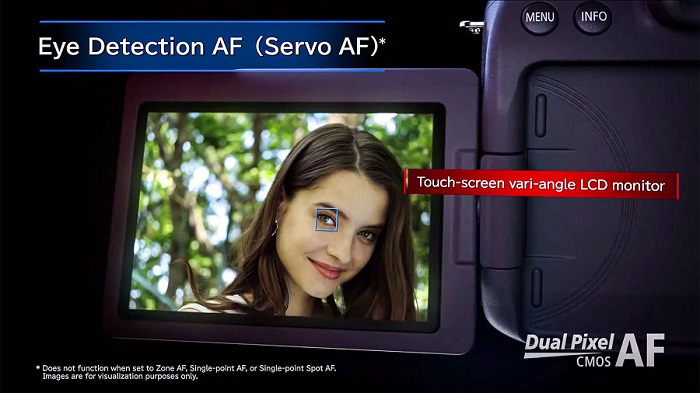 MENU INFO
Eye Detection AF (Servo AF)*
Touch-screen vari-angle LCD monitor
Dual Pixel
CMOS AF
* Does not function when set to Zone AF, Single-point AF, or Single-point Spot AF.
Images are for visualization purposes only.